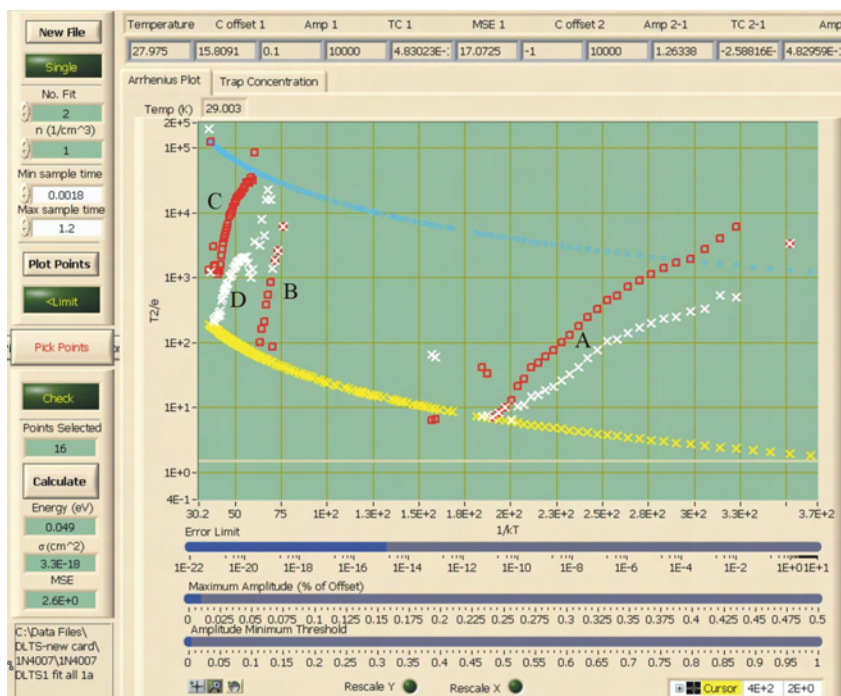 Temperature C offset 1 Amp 1 TC 1 MSE 1 C offset 2 Amp 2-1 TC 2-1 Amp
27.975 15.8091 0.1 10000 4.83023E- 17.0725 -1 10000 1.26338 -2.58816E- 4.82959E-1
New File
Single
No. Fit
2
n (1/cm^3)
1
Min sample time
0.0018
Max sample time
1.2
Plot Points
<Limit
Pick Points
Check
Points Selected
16
Calculate
Energy (eV)
0.049
σ(cm^2)
3.3E-18
MSE
2.6E+0
C:\Data Files\
DLTS-new card\
1N4007\1N4007
DLTS1 fit all 1a
Arrhenius Plot Trap Concentration
Temp (K) 29.003
T2/e
2E+5
1E+5
1E+4
1E+3
1E+2
1E+1
1E+0
4E-1
C
D
B
A
30.2 50 75 1E+2 1.3E+2 1.5E+2 1.8E+2 2E+2 2.3E+2 2.5E+2 2.8E+2 3E+2 3.3E+2 3.7E+2
1/kT
Error Limit
1E-22 1E-20 1E-18 1E-16 1E-14 1E-12 1E-10 1E-8 1E-6 1E-4 1E-2 1E+01E+1
Maximum Amplitude (% of Offset)
0 0.025 0.05 0.075 0.1 0.125 0.15 0.175 0.2 0.225 0.25 0.275 0.3 0.325 0.35 0.375 0.4 0.425 0.45 0.475 0.5
Amplitude Minimum Threshold
0 0.05 0.1 0.15 0.2 0.25 0.3 0.35 0.4 0.45 0.5 0.55 0.6 0.65 0.7 0.75 0.8 0.85 0.9 0.95 1
Rescale Y Rescale X Cursor 4E+2 2E+0